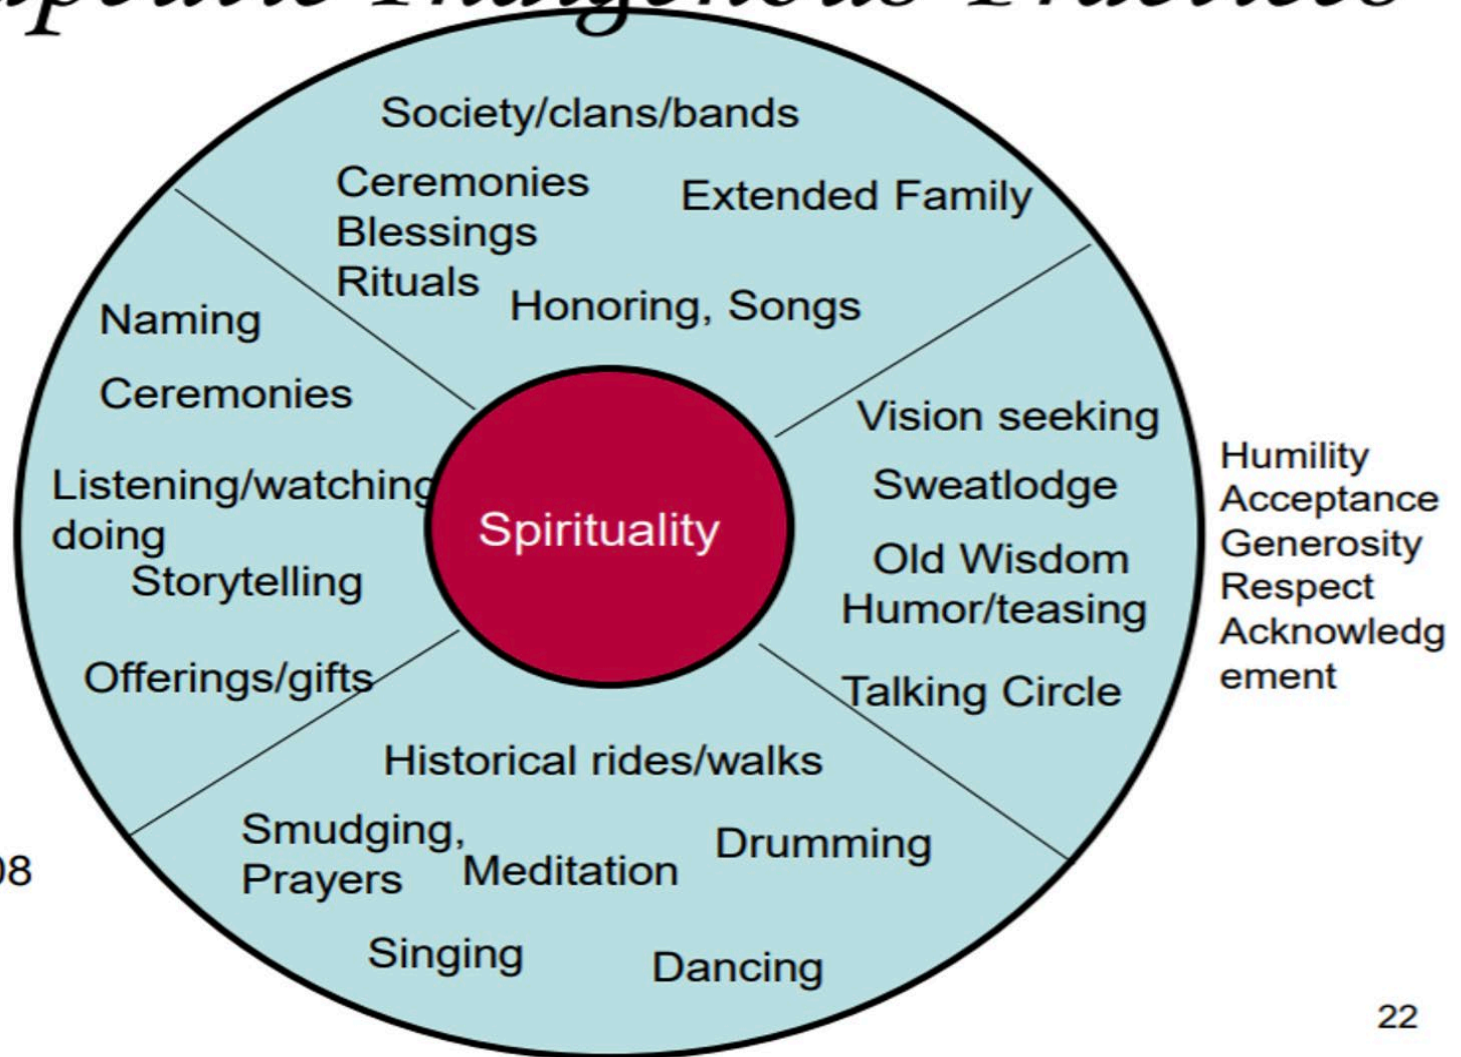 Indigenous Practices
Society/clans/bands
Ceremonies
Blessings
Rituals
Extended Family
Honoring, Songs
Naming
Ceremonies
Listening/watching
doing
Storytelling
Offerings/gifts
Spirituality
Vision seeking
Sweatlodge
Old Wisdom
Humor/teasing
Talking Circle
Humility
Acceptance
Generosity
Respect
Acknowledg
ement
Historical rides/walks
Smudging,
Prayers
Meditation
Drumming
Singing
Dancing
08
22